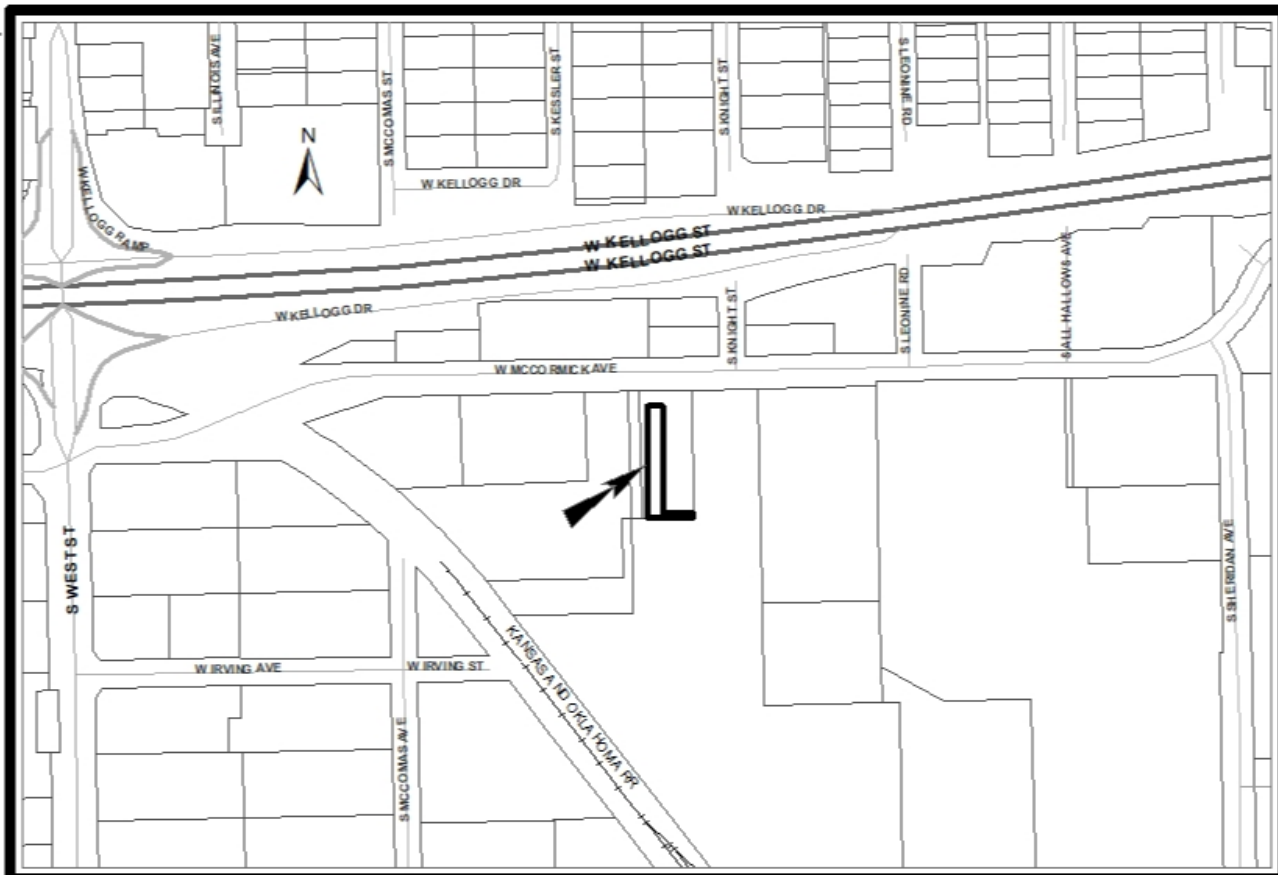 S ILLINOIS AVE
S MCCOMAS ST
S KESSLER ST
S KNIGHT ST
S LEONINE RD
N
W KELLOGG RAMP
W KELLOGG DR
W KELLOGG DR
W KELLOGG ST
W KELLOGG ST
W KELLOGG DR
S KNIGHT ST
S LEONINE RD
S ALL HALLOWS AVE
W MCCORMICK AVE
S WEST ST
S SHERIDAN AVE
KANSAS AND OKLAHOMA RR
W IRVING AVE
W IRVING ST
S MCCOMAS AVE